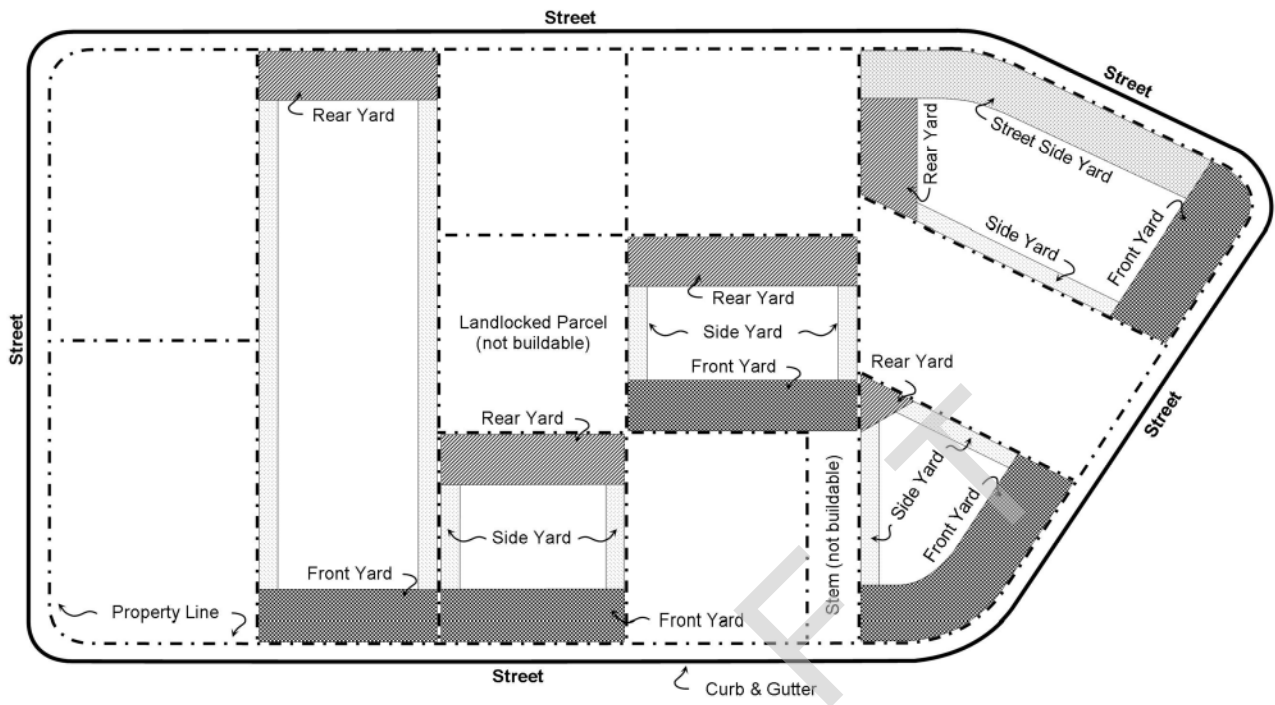 Street
Street
Rear Yard
Rear Yard
Street Side Yard
Side Yard
Front Yard
Rear Yard
Landlocked Parcel
(not buildable)
Side Yard
Front Yard
Rear Yard
Street
Rear Yard
Street
Side Yard
Front Yard
Side Yard
Stem (not buildable)
Front Yard
Property Line
Front Yard
Street
Curb & Gutter
F T